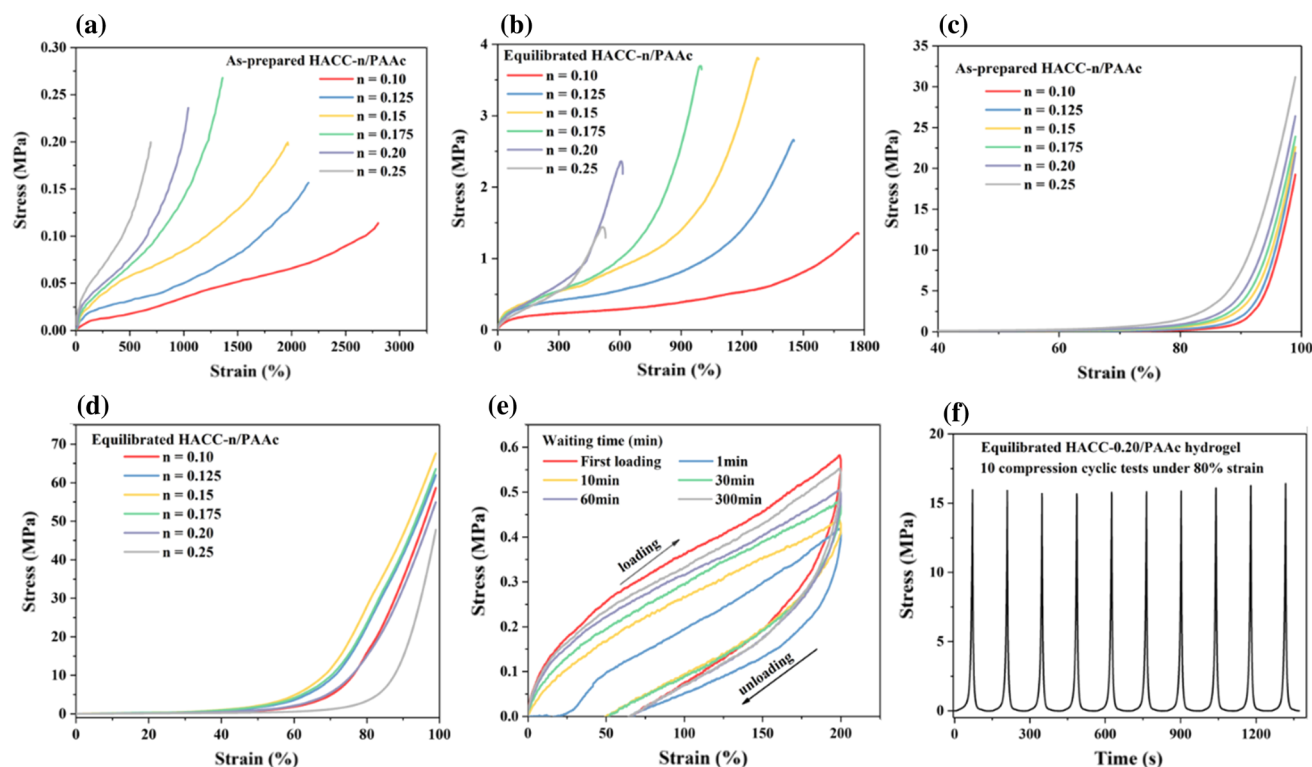 (a)
As-prepared HACC-n/PAAc
n = 0.10
n = 0.125
n = 0.15
n = 0.175
n = 0.20
n = 0.25
Stress (MPa)
0.30
0.25
0.20
0.15
0.10
0.05
0.00
0 500 1000 1500 2000 2500 3000
Strain (%)
(b)
Equilibrated HACC-n/PAAc
n = 0.10
n = 0.125
n = 0.15
n = 0.175
n = 0.20
n = 0.25
Stress (MPa)
4
3
2
1
0
0 300 600 900 1200 1500 1800
Strain (%)
(c)
As-prepared HACC-n/PAAc
n = 0.10
n = 0.125
n = 0.15
n = 0.175
n = 0.20
n = 0.25
Stress (MPa)
35
30
25
20
15
10
5
0
40 60 80 100
Strain (%)
(d)
Equilibrated HACC-n/PAAc
n = 0.10
n = 0.125
n = 0.15
n = 0.175
n = 0.20
n = 0.25
Stress (MPa)
70
60
50
40
30
20
10
0
0 20 40 60 80 100
Strain (%)
(e)
Waiting time (min)
First loading 1min
10min 30min
60min 300min
loading
unloading
Stress (MPa)
0.6
0.5
0.4
0.3
0.2
0.1
0.0
0 50 100 150 200
Strain (%)
(f)
Equilibrated HACC-0.20/PAAc hydrogel
10 compression cyclic tests under 80% strain
Stress (MPa)
20
15
10
5
0
0 300 600 900 1200
Time (s)